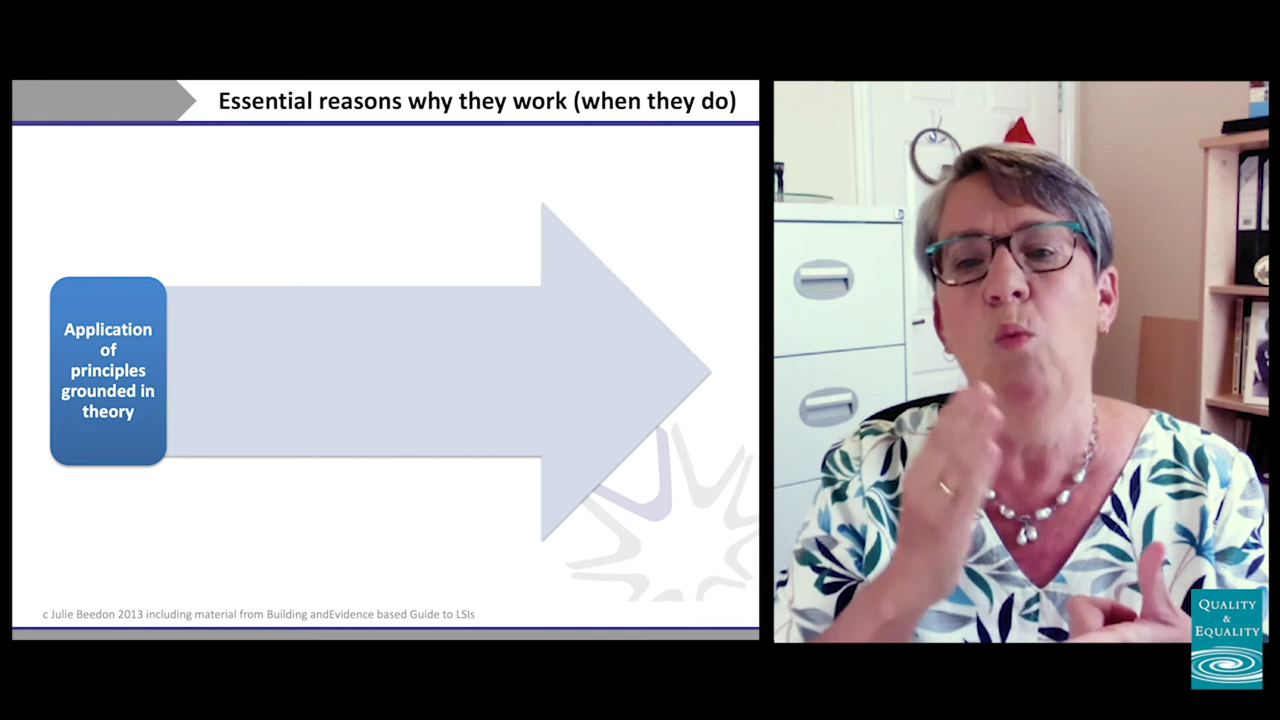 Essential reasons why they work (when they do)
Application
of
principles
grounded in
theory
c Julie Beedon 2013 including material from Building andEvidence based Guide to LSIs
QUALITY
&
EQUALITY